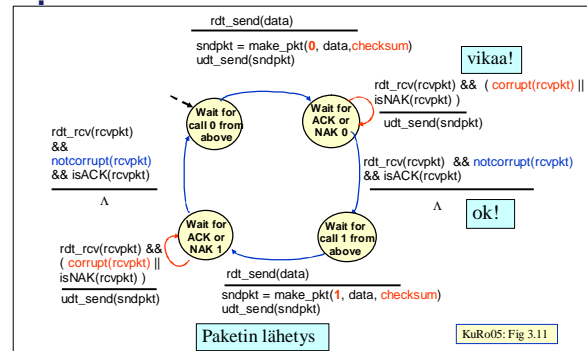 rdt_send(data)
sndpkt = make_pkt(0, data,checksum)
udt_send(sndpkt)
vikaa!
rdt_rcv(rcvpkt) && ( corrupt(rcvpkt) ||
isNAK(rcvpkt) )
udt_send(sndpkt)
Wait for
call 0 from
above
Wait for
ACK or
NAK 0
rdt_rcv(rcvpkt)
&&
notcorrupt(rcvpkt)
&& isACK(rcvpkt)
Λ
rdt_rcv(rcvpkt) && notcorrupt(rcvpkt)
&& isACK(rcvpkt)
Λ
ok!
Wait for
ACK or
NAK 1
Wait for
call 1 from
above
rdt_rcv(rcvpkt) &&
( corrupt(rcvpkt) ||
isNAK(rcvpkt) )
udt_send(sndpkt)
rdt_send(data)
sndpkt = make_pkt(1, data, checksum)
udt_send(sndpkt)
Paketin lähetys
KuRo05: Fig 3.11